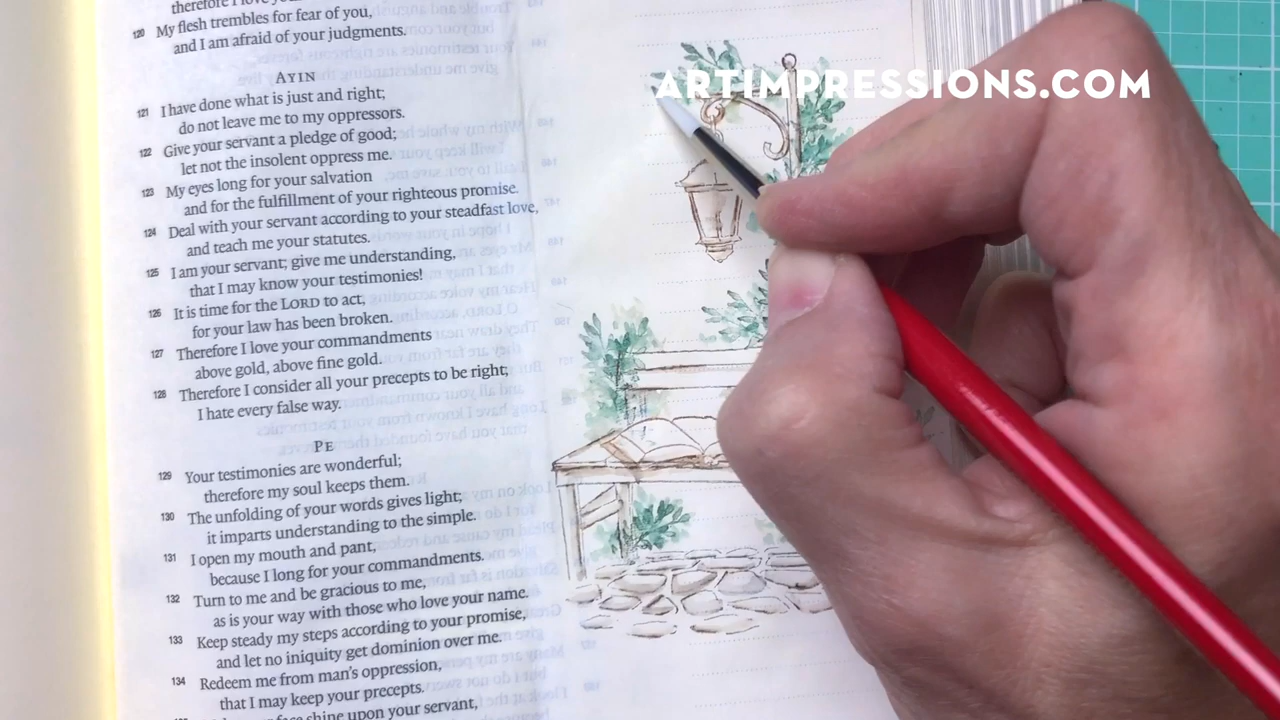 therefore I love your
120 My flesh trembles for fear of you,
and I am afraid of your judgments.
AYIN
121 I have done what is just and right;
do not leave me to my oppressors.
122 Give your servant a pledge of good;
let not the insolent oppress me.
123 My eyes long for your salvation
and for the fulfillment of your righteous promise.
124 Deal with your servant according to your steadfast love,
and teach me your statutes.
125 I am your servant; give me understanding,
that I may know your testimonies!
126 It is time for the LORD to act,
for your law has been broken.
127 Therefore I love your commandments
above gold, above fine gold.
128 Therefore I consider all your precepts to be right;
I hate every false way.
PE
129 Your testimonies are wonderful;
therefore my soul keeps them.
130 The unfolding of your words gives light;
it imparts understanding to the simple.
131 I open my mouth and pant,
because I long for your commandments.
132 Turn to me and be gracious to me,
as is your way with those who love your name.
133 Keep steady my steps according to your promise,
and let no iniquity get dominion over me.
134 Redeem me from man's oppression,
that I may keep your precepts.
face shine upon your servant,
ARTIMPRESSIONS.COM